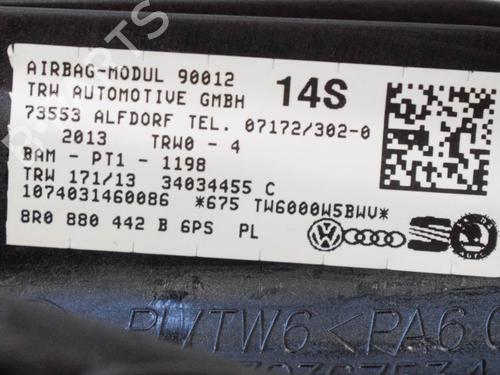 AIRBAG-MODUL 90012
14S
TRW AUTOMOTIVE GMBH
73553 ALFDORF TEL. 07172/302-0
2013 TRW0 - 4
BAM - PT1 - 1198
TRW 171/13 34034455 C
1074031460086 *675 TW6000W5BWV*
8R0 880 442 B 6PS PL